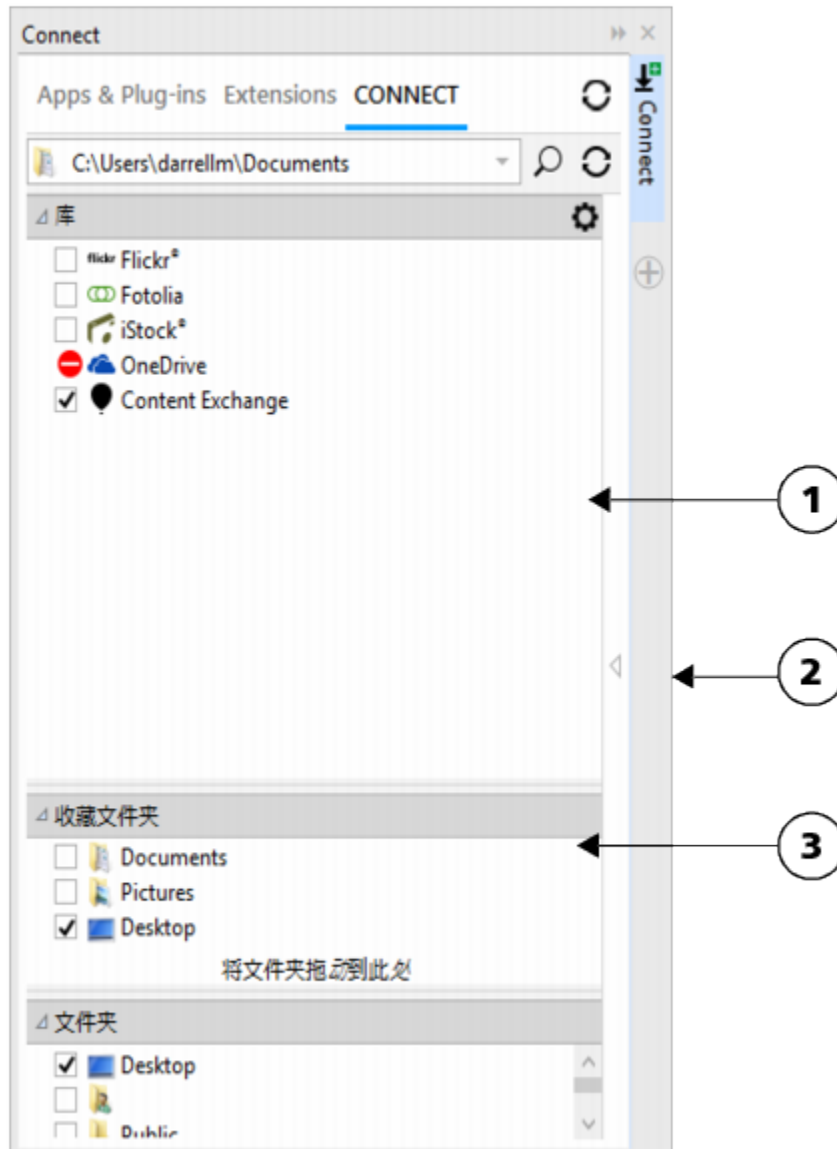 Connect
Apps & Plug-ins Extensions CONNECT
Connect
C:\Users\darrellm\Documents
库
flickr Flickr®
Fotolia
iStock®
OneDrive
Content Exchange
1
2
收藏文件夹
3
Documents
Pictures
Desktop
将文件夹拖动到此处
文件夹
Desktop
Public